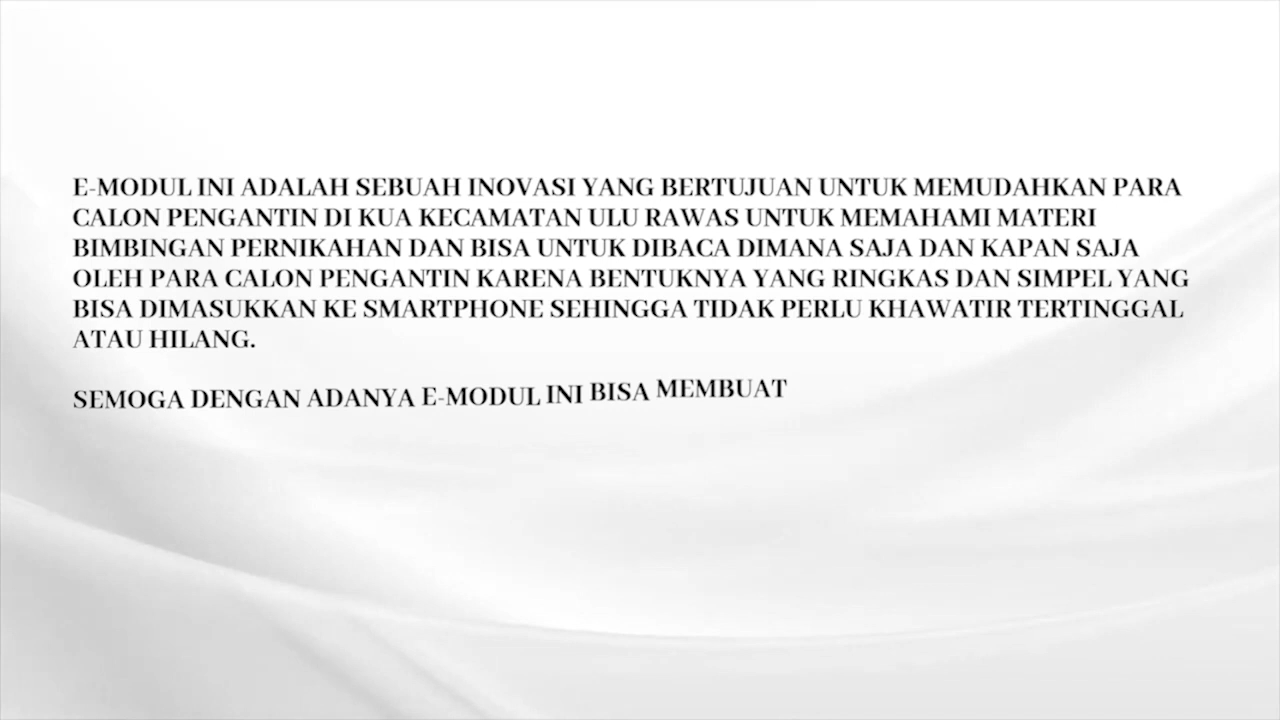 E-MODUL INI ADALAH SEBUAH INOVASI YANG BERTUJUAN UNTUK MEMUDAHKAN PARA
CALON PENGANTIN DI KUA KECAMATAN ULU RAWAS UNTUK MEMAHAMI MATERI
BIMBINGAN PERNIKAHAN DAN BISA UNTUK DIBACA DIMANA SAJA DAN KAPAN SAJA
OLEH PARA CALON PENGANTIN KARENA BENTUKNYA YANG RINGKAS DAN SIMPEL YANG
BISA DIMASUKKAN KE SMARTPHONE SEHINGGA TIDAK PERLU KHAWATIR TERTINGGAL
ATAU HILANG.
SEMOGA DENGAN ADANYA E-MODUL INI BISA MEMBUAT